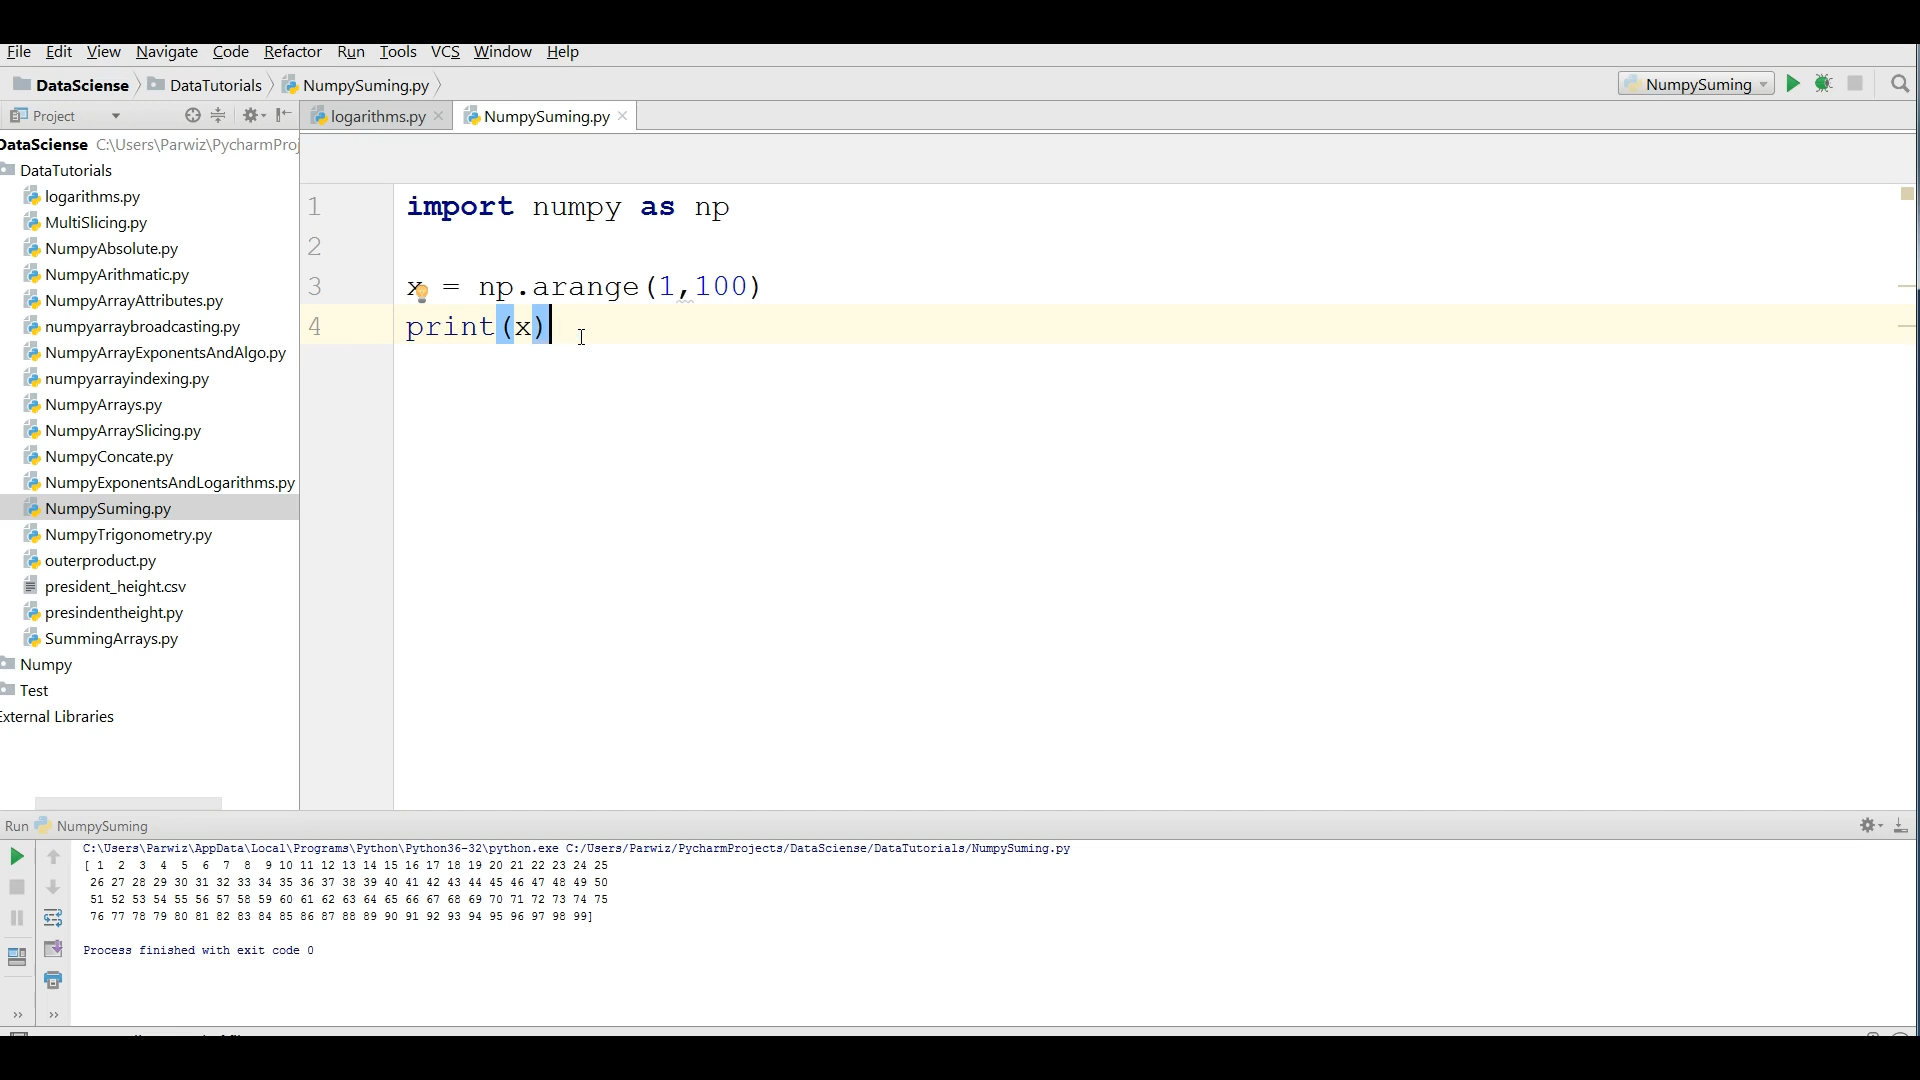 File Edit View Navigate Code Refactor Run Tools VCS Window Help
DataSciense DataTutorials NumpySuming.py NumpySuming
Project logarithms.py NumpySuming.py
DataSciense C:\Users\Parwiz\PycharmProj
DataTutorials
logarithms.py
MultiSlicing.py
NumpyAbsolute.py
NumpyArithmatic.py
NumpyArrayAttributes.py
numpyarraybroadcasting.py
NumpyArrayExponentsAndAlgo.py
numpyarrayindexing.py
NumpyArrays.py
NumpyArraySlicing.py
NumpyConcate.py
NumpyExponentsAndLogarithms.py
NumpySuming.py
NumpyTrigonometry.py
outerproduct.py
president_height.csv
presindentheight.py
SummingArrays.py
Numpy
Test
External Libraries
1 import numpy as np
2
3 x = np.arange(1,100)
4 print(x)
Run NumpySuming
C:\Users\Parwiz\AppData\Local\Programs\Python\Python36-32\python.exe C:/Users/Parwiz/PycharmProjects/DataSciense/DataTutorials/NumpySuming.py
[ 1 2 3 4 5 6 7 8 9 10 11 12 13 14 15 16 17 18 19 20 21 22 23 24 25
26 27 28 29 30 31 32 33 34 35 36 37 38 39 40 41 42 43 44 45 46 47 48 49 50
51 52 53 54 55 56 57 58 59 60 61 62 63 64 65 66 67 68 69 70 71 72 73 74 75
76 77 78 79 80 81 82 83 84 85 86 87 88 89 90 91 92 93 94 95 96 97 98 99]
Process finished with exit code 0